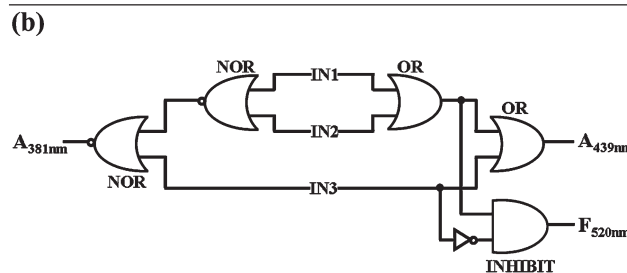 (b)
NOR
IN1
OR
IN2
OR
A381nm
A439nm
NOR
IN3
F520nm
INHIBIT